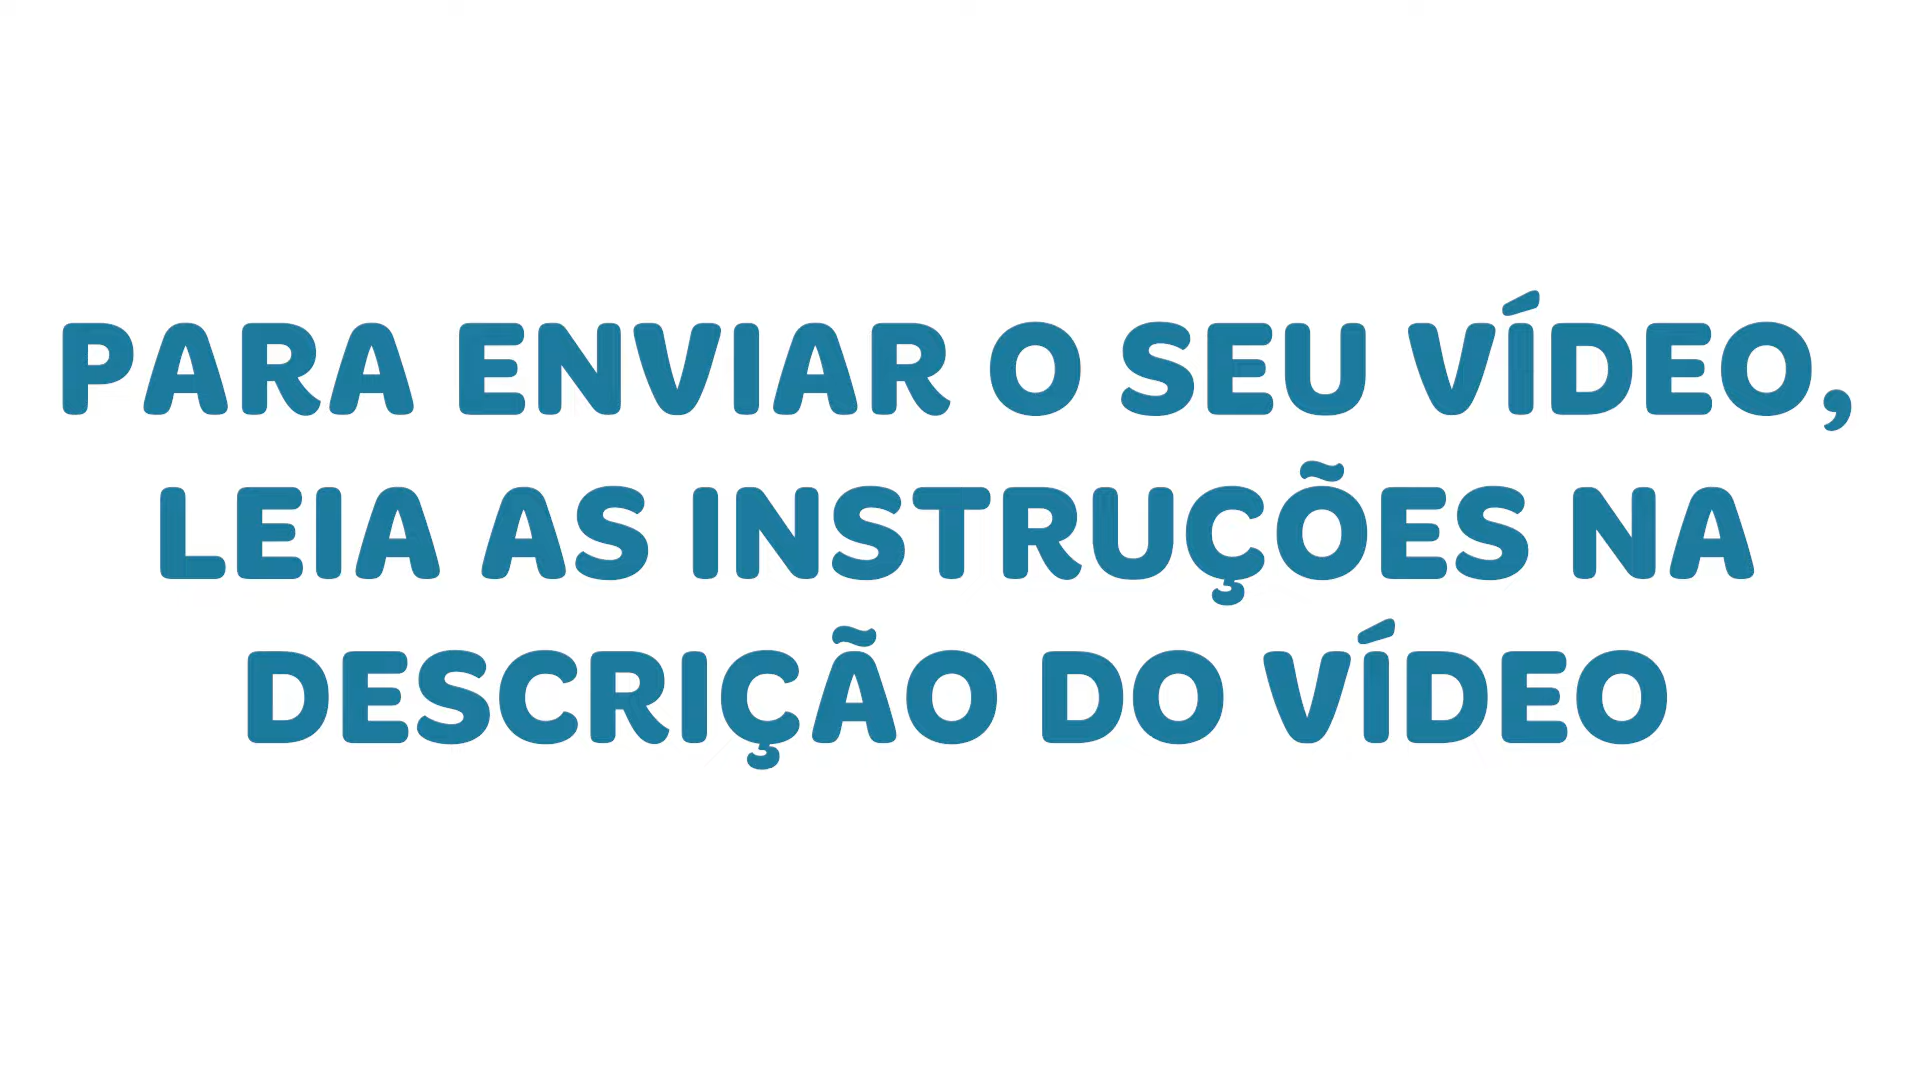 PARA ENVIAR O SEU VÍDEO,
LEIA AS INSTRUÇÕES NA
DESCRIÇÃO DO VÍDEO